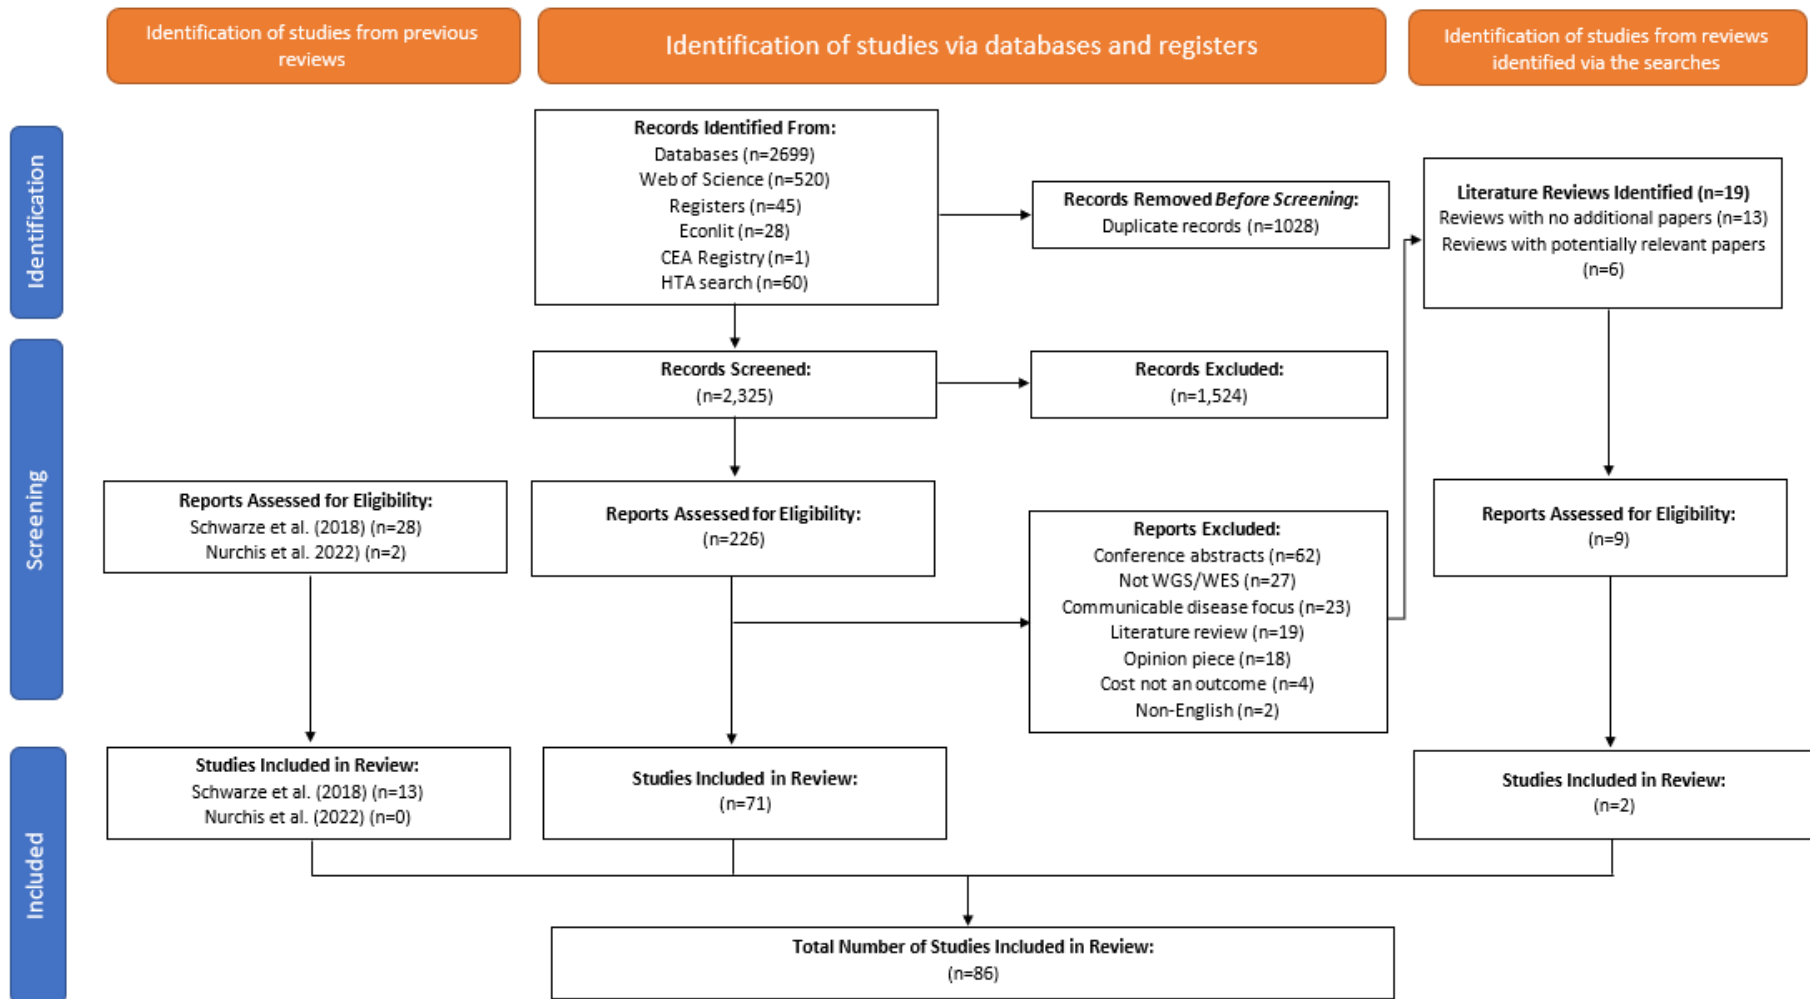 Identification of studies from previous
reviews
Identification of studies via databases and registers
Identification of studies from reviews
identified via the searches
Identification
Records Identified From:
Databases (n=2699)
Web of Science (n=520)
Registers (n=45)
Econlit (n=28)
CEA Registry (n=1)
HTA search (n=60)
Records Removed Before Screening:
Duplicate records (n=1028)
Literature Reviews Identified (n=19)
Reviews with no additional papers (n=13)
Reviews with potentially relevant papers
(n=6)
Screening
Records Screened:
(n=2,325)
Records Excluded:
(n=1,524)
Reports Assessed for Eligibility:
Schwarze et al. (2018) (n=28)
Nurchis et al. 2022) (n=2)
Reports Assessed for Eligibility:
(n=226)
Reports Excluded:
Conference abstracts (n=62)
Not WGS/WES (n=27)
Communicable disease focus (n=23)
Literature review (n=19)
Opinion piece (n=18)
Cost not an outcome (n=4)
Non-English (n=2)
Reports Assessed for Eligibility:
(n=9)
Included
Studies Included in Review:
Schwarze et al. (2018) (n=13)
Nurchis et al. (2022) (n=0)
Studies Included in Review:
(n=71)
Studies Included in Review:
(n=2)
Total Number of Studies Included in Review:
(n=86)